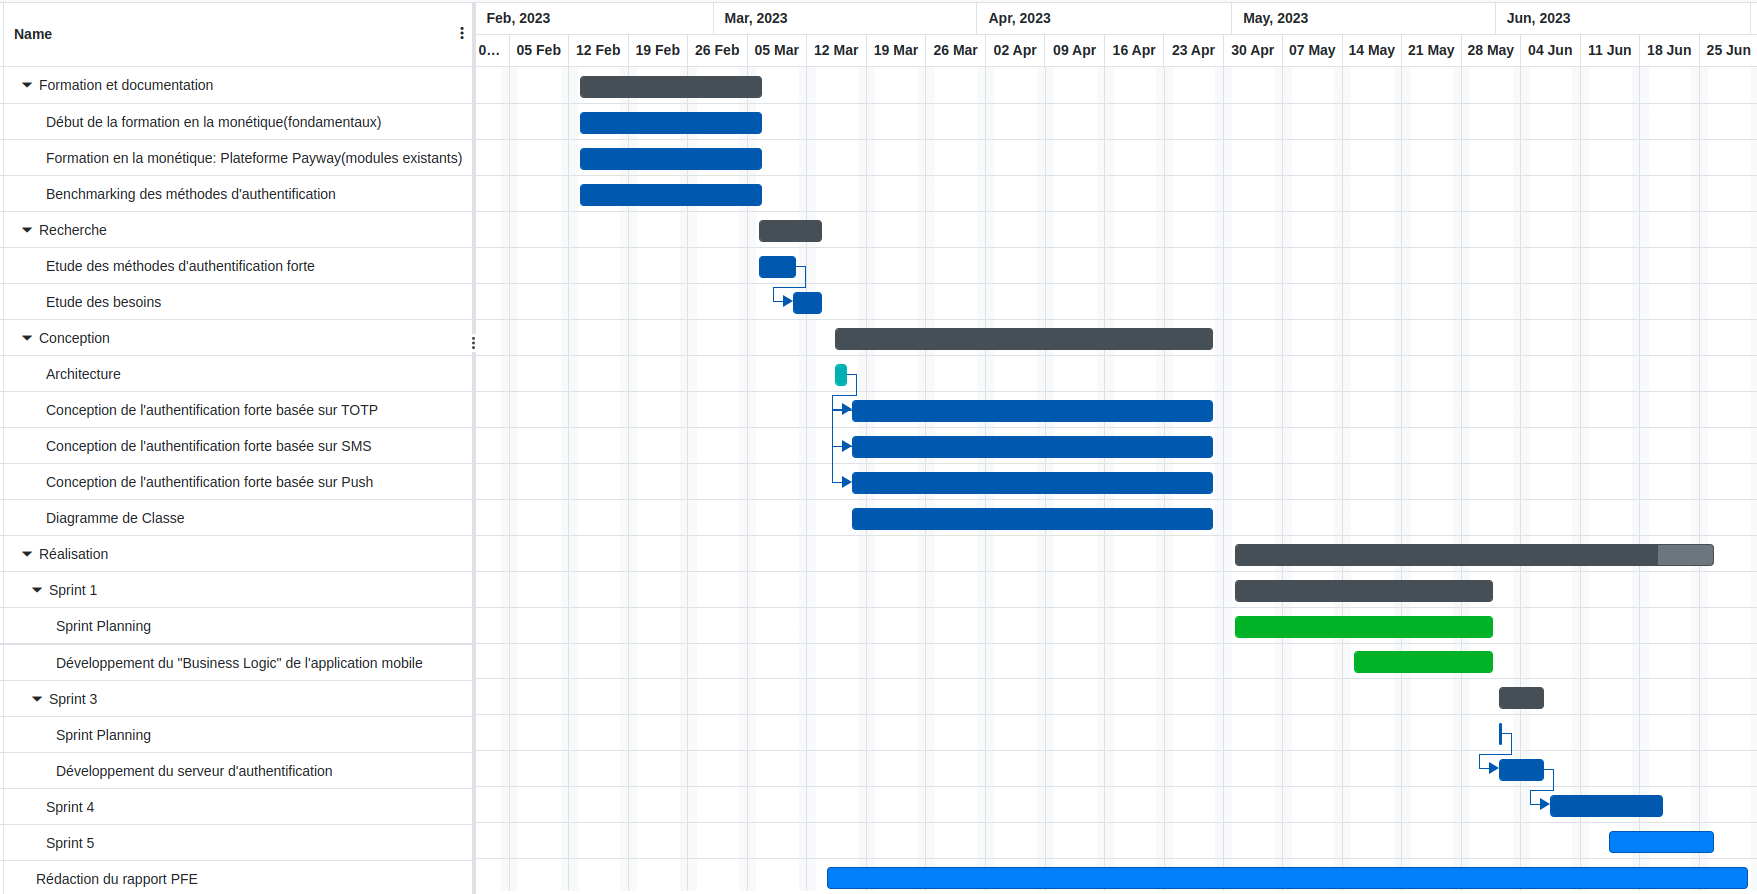 Name
Feb, 2023 Mar, 2023 Apr, 2023 May, 2023 Jun, 2023
0... 05 Feb 12 Feb 19 Feb 26 Feb 05 Mar 12 Mar 19 Mar 26 Mar 02 Apr 09 Apr 16 Apr 23 Apr 30 Apr 07 May 14 May 21 May 28 May 04 Jun 11 Jun 18 Jun 25 Jun
Formation et documentation
Début de la formation en la monétique(fondamentaux)
Formation en la monétique: Plateforme Payway(modules existants)
Benchmarking des méthodes d'authentification
Recherche
Etude des méthodes d'authentification forte
Etude des besoins
Conception
Architecture
Conception de l'authentification forte basée sur TOTP
Conception de l'authentification forte basée sur SMS
Conception de l'authentification forte basée sur Push
Diagramme de Classe
Réalisation
Sprint 1
Sprint Planning
Développement du "Business Logic" de l'application mobile
Sprint 3
Sprint Planning
Développement du serveur d'authentification
Sprint 4
Sprint 5
Rédaction du rapport PFE